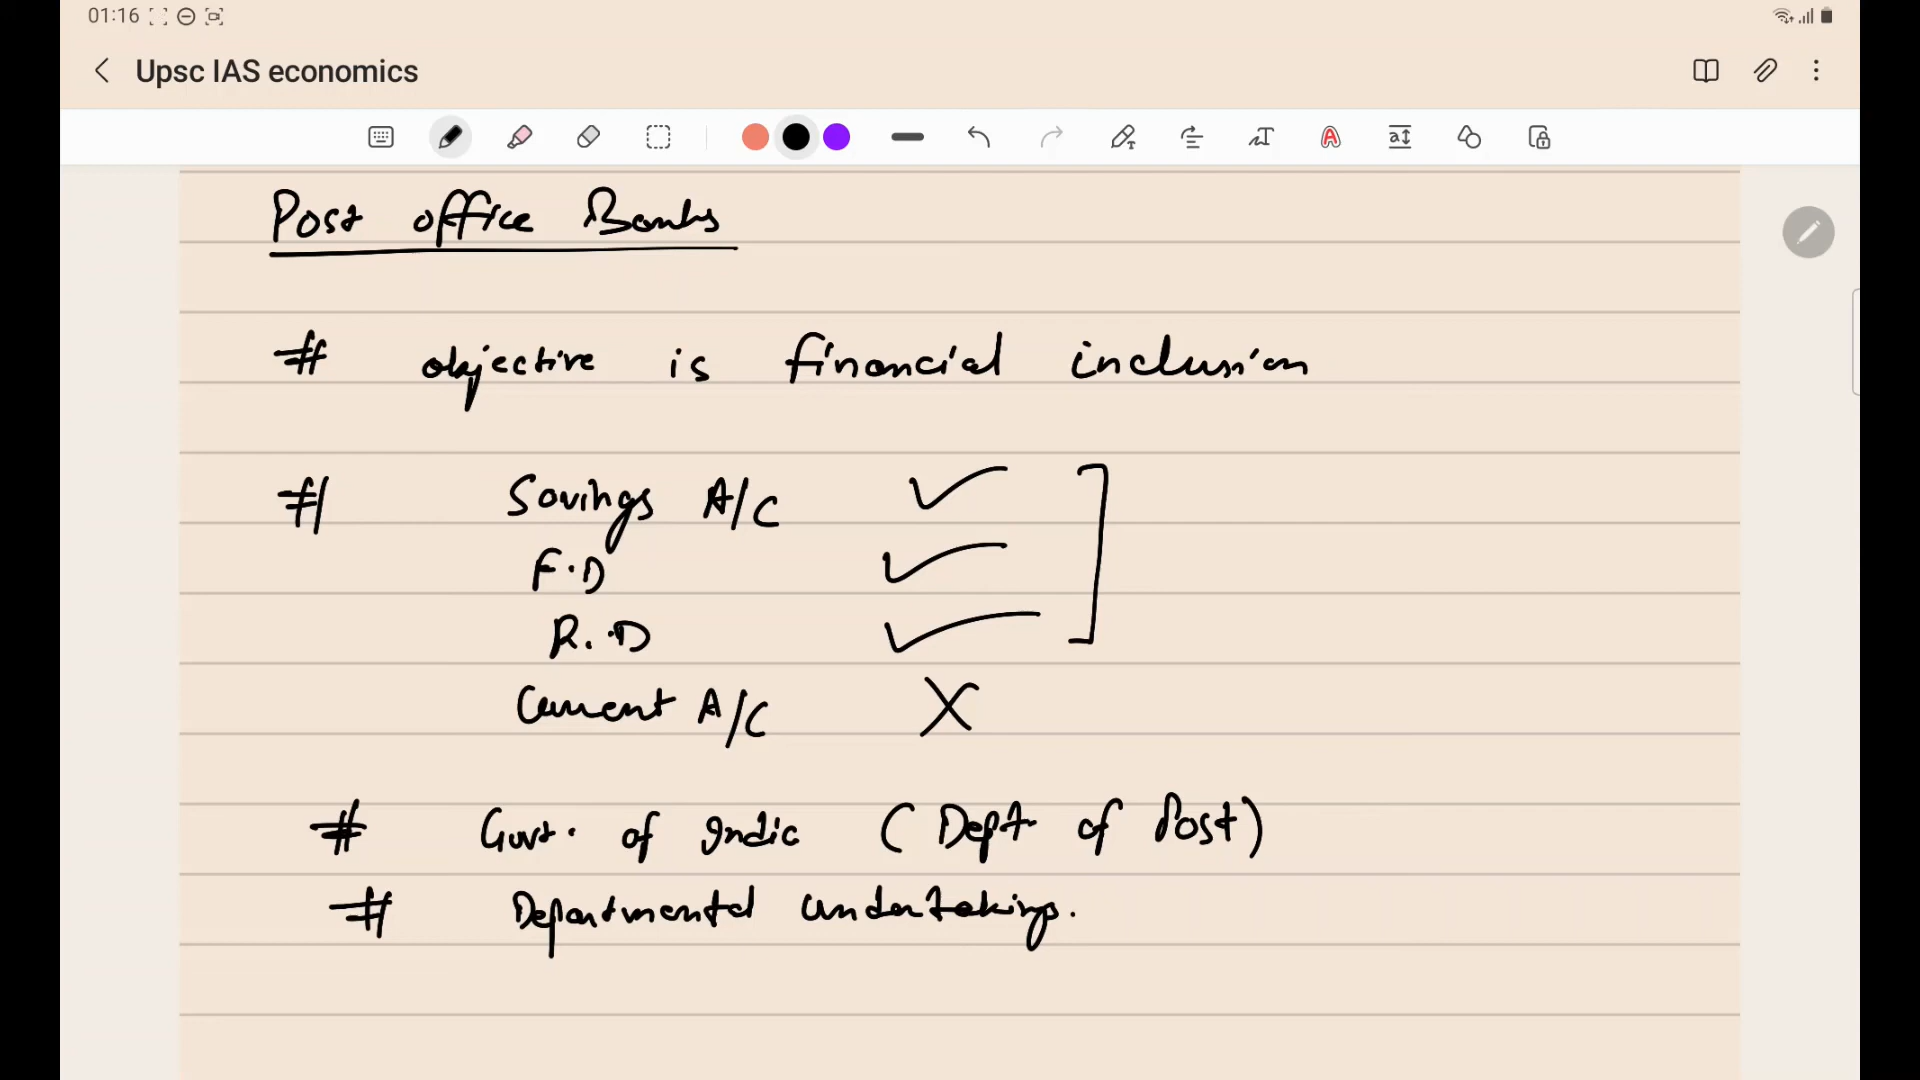 01:16
Upsc IAS economics
Post office Banks
# objective is financial inclusion
# Savings A/C ✓
F.D ✓
R.D ✓
Current A/C X
# Govt. of India (Dept of Post)
# Departmental undertakings.